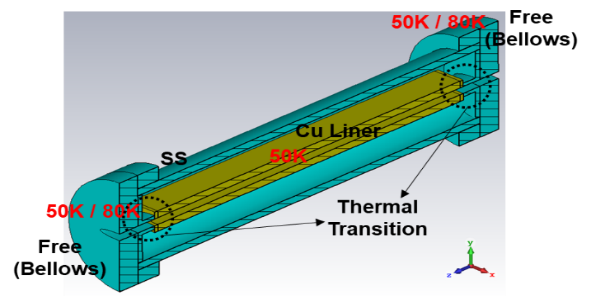 50K / 80K
Free
(Bellows)
Cu Liner
SS
50K
50K / 80K
Thermal
Transition
Free
(Bellows)
y
z
x